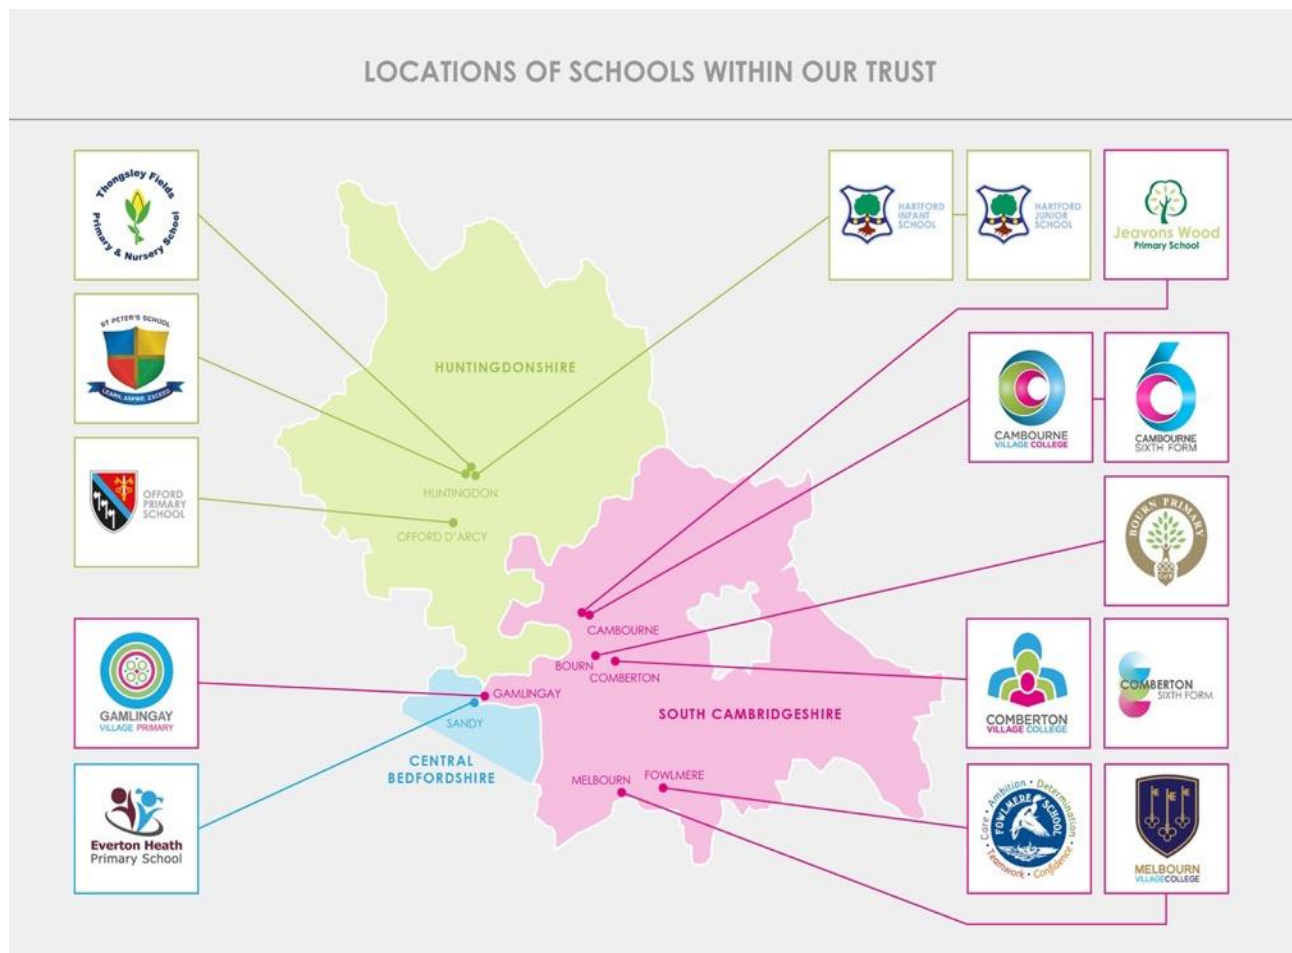 LOCATIONS OF SCHOOLS WITHIN OUR TRUST
Thongsley Fields
Primary & Nursery School
HARTFORD
INFANT
SCHOOL
HARTFORD
JUNIOR
SCHOOL
Jeavons Wood
Primary School
ST PETER'S SCHOOL
LEARN, ASPIRE, EXCEED
HUNTINGDONSHIRE
CAMBOURNE
VILLAGE COLLEGE
CAMBOURNE
SIXTH FORM
OFFORD
PRIMARY
SCHOOL
HUNTINGDON
OFFORD D'ARCY
BOURN PRIMARY
CAMBOURNE
BOURN
COMBERTON
GAMLINGAY
VILLAGE PRIMARY
GAMLINGAY
SANDY
SOUTH CAMBRIDGESHIRE
COMBERTON
VILLAGE COLLEGE
COMBERTON
SIXTH FORM
CENTRAL
BEDFORDSHIRE
MELBOURN
FOWLMERE
Everton Heath
Primary School
Care • Ambition • Determination
• Teamwork • Confidence •
FOWLMERE SCHOOL
MELBOURN
VILLAGECOLLEGE